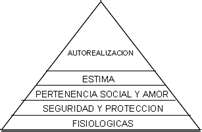 AUTOREALIZACION
ESTIMA
PERTENENCIA SOCIAL Y AMOR
SEGURIDAD Y PROTECCION
FISIOLOGICAS